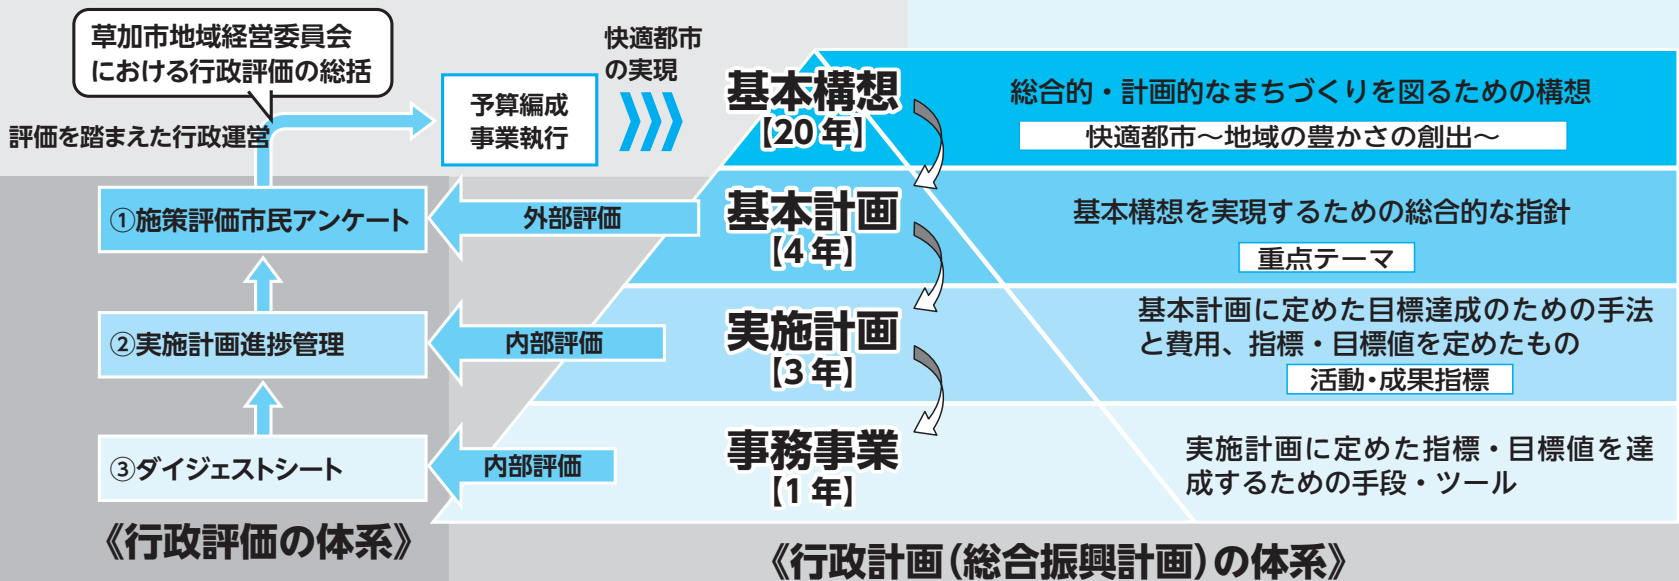 草加市地域経営委員会
における行政評価の総括
評価を踏まえた行政運営
予算編成
事業執行
快適都市
の実現
①施策評価市民アンケート
外部評価
②実施計画進捗管理
内部評価
③ダイジェストシート
内部評価
《行政評価の体系》
基本構想
【20年】
総合的・計画的なまちづくりを図るための構想
快適都市～地域の豊かさの創出～
基本計画
【4年】
基本構想を実現するための総合的な指針
重点テーマ
実施計画
【3年】
基本計画に定めた目標達成のための手法
と費用、指標・目標値を定めたもの
活動・成果指標
事務事業
【1年】
実施計画に定めた指標・目標値を達
成するための手段・ツール
《行政計画（総合振興計画）の体系》